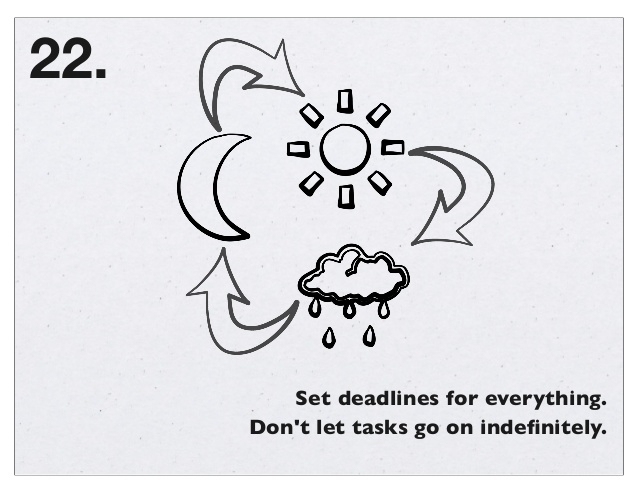 22.
Set deadlines for everything.
Don't let tasks go on indefinitely.